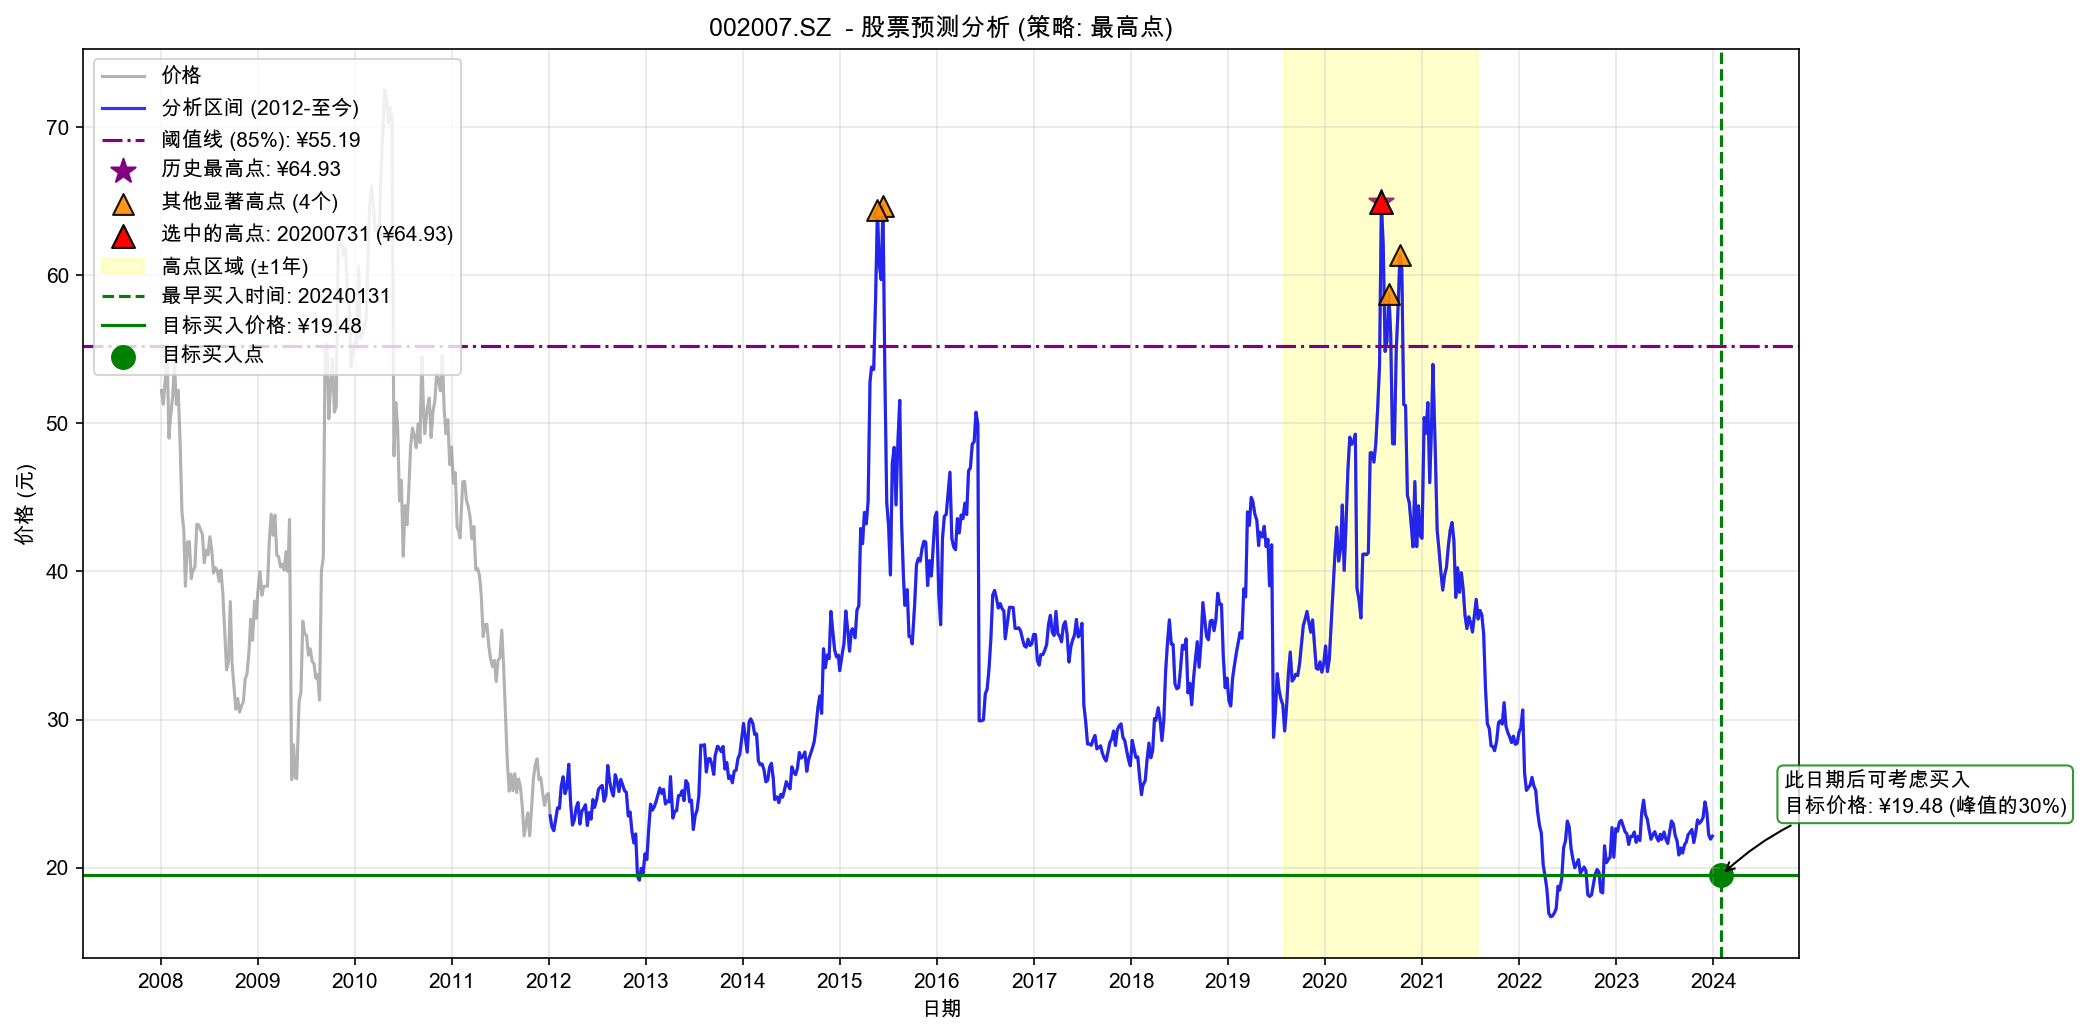 002007.SZ  - 股票预测分析 (策略: 最高点)
价格
分析区间 (2012-至今)
阈值线 (85%): ¥55.19
历史最高点: ¥64.93
其他显著高点 (4个)
选中的高点: 20200731 (¥64.93)
高点区域 (±1年)
最早买入时间: 20240131
目标买入价格: ¥19.48
目标买入点
价格 (元)
70
60
50
40
30
20
此日期后可考虑买入
目标价格: ¥19.48 (峰值的30%)
2008 2009 2010 2011 2012 2013 2014 2015 2016 2017 2018 2019 2020 2021 2022 2023 2024
日期